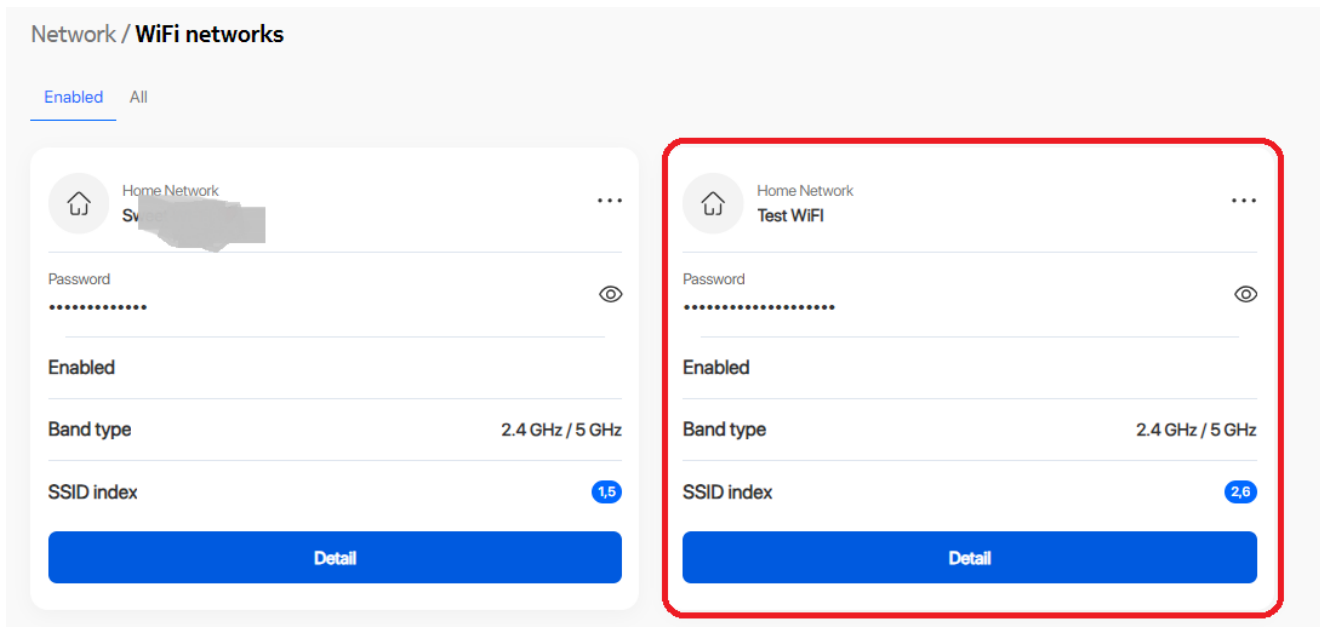 Network / WiFi networks
Enabled All
Home Network
Password
•••••••••••••
Enabled
Band type 2.4 GHz / 5 GHz
SSID index 1,5
Detail
Home Network
Test WiFI
Password
••••••••••••••••••••
Enabled
Band type 2.4 GHz / 5 GHz
SSID index 2,6
Detail